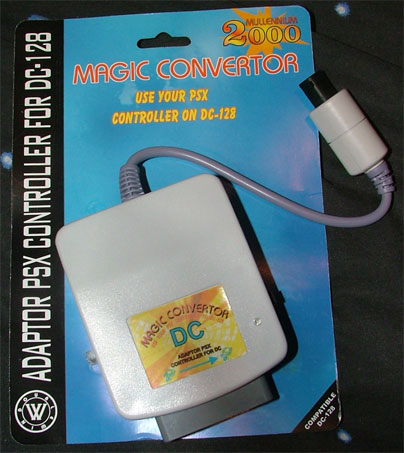 MULLENNIUM
2000
MAGIC CONVERTOR
USE YOUR PSX
CONTROLLER ON DC-128
ADAPTOR PSX CONTROLLER FOR DC-128
MAGIC CONVERTOR
DC
ADAPTOR PSX
CONTROLLER FOR DC
COMPATIBLE
DC-128
W